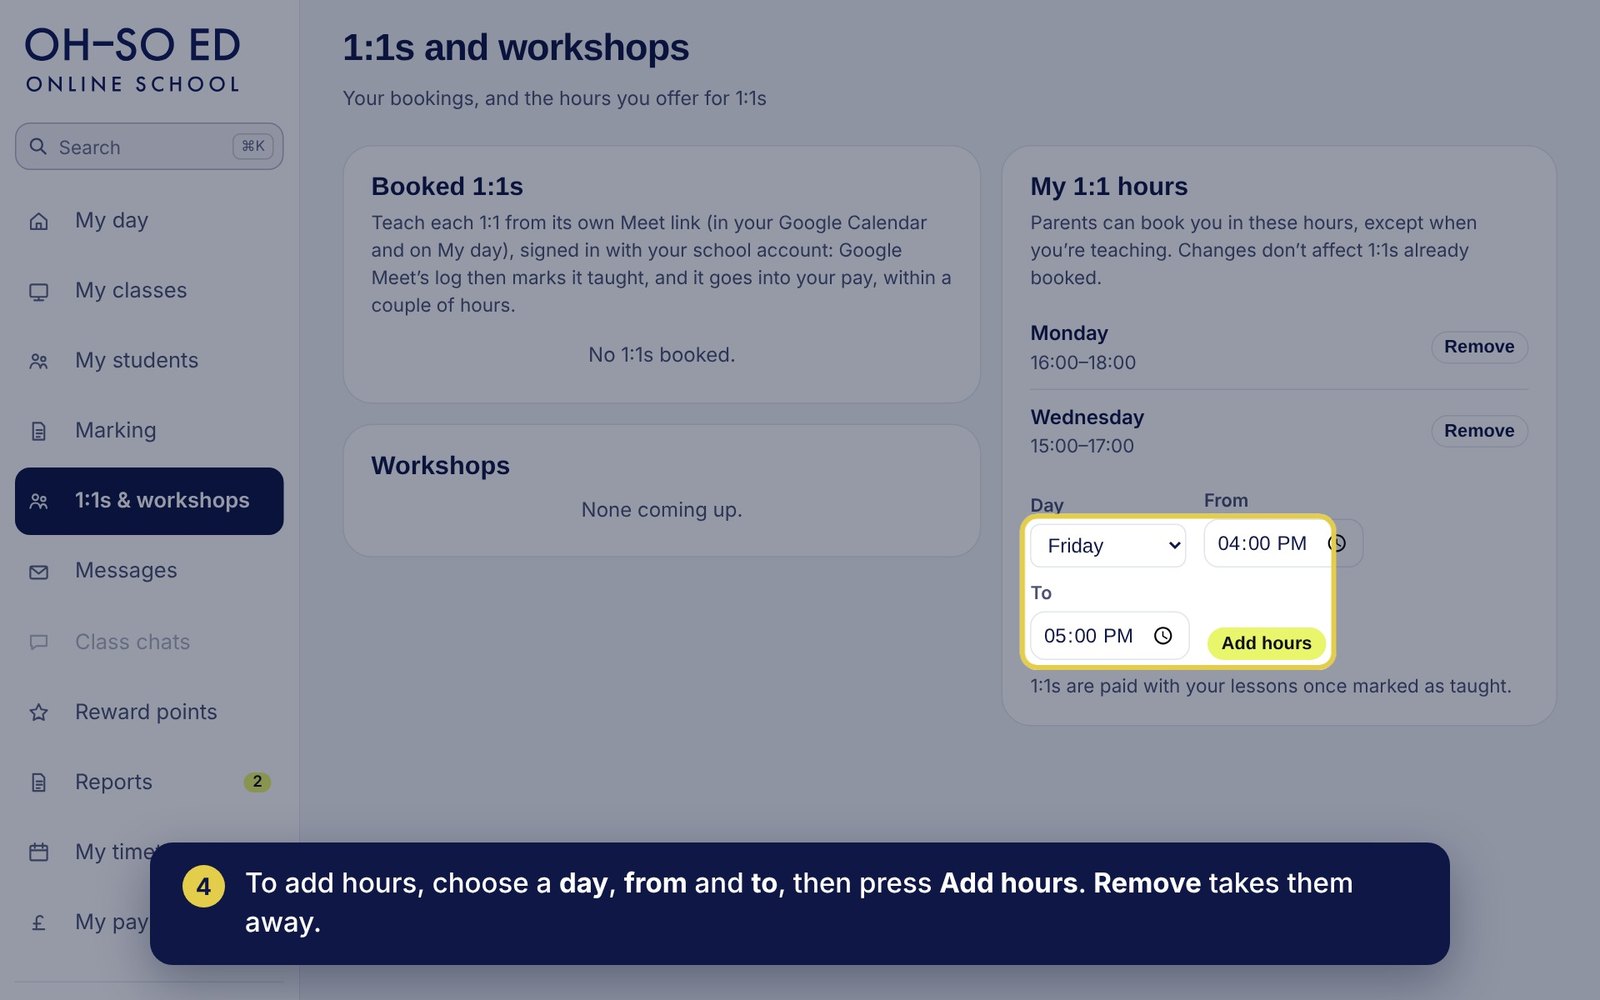 OH-SO ED
ONLINE SCHOOL
Search
⌘K
My day
My classes
My students
Marking
1:1s & workshops
Messages
Class chats
Reward points
Reports
2
My time
My pay
1:1s and workshops
Your bookings, and the hours you offer for 1:1s
Booked 1:1s
Teach each 1:1 from its own Meet link (in your Google Calendar
and on My day), signed in with your school account: Google
Meet’s log then marks it taught, and it goes into your pay, within a
couple of hours.
No 1:1s booked.
Workshops
None coming up.
My 1:1 hours
Parents can book you in these hours, except when
you’re teaching. Changes don’t affect 1:1s already
booked.
Monday
16:00–18:00
Remove
Wednesday
15:00–17:00
Remove
Day
From
Friday
04:00 PM
To
05:00 PM
Add hours
1:1s are paid with your lessons once marked as taught.
4
To add hours, choose a day, from and to, then press Add hours. Remove takes them
away.